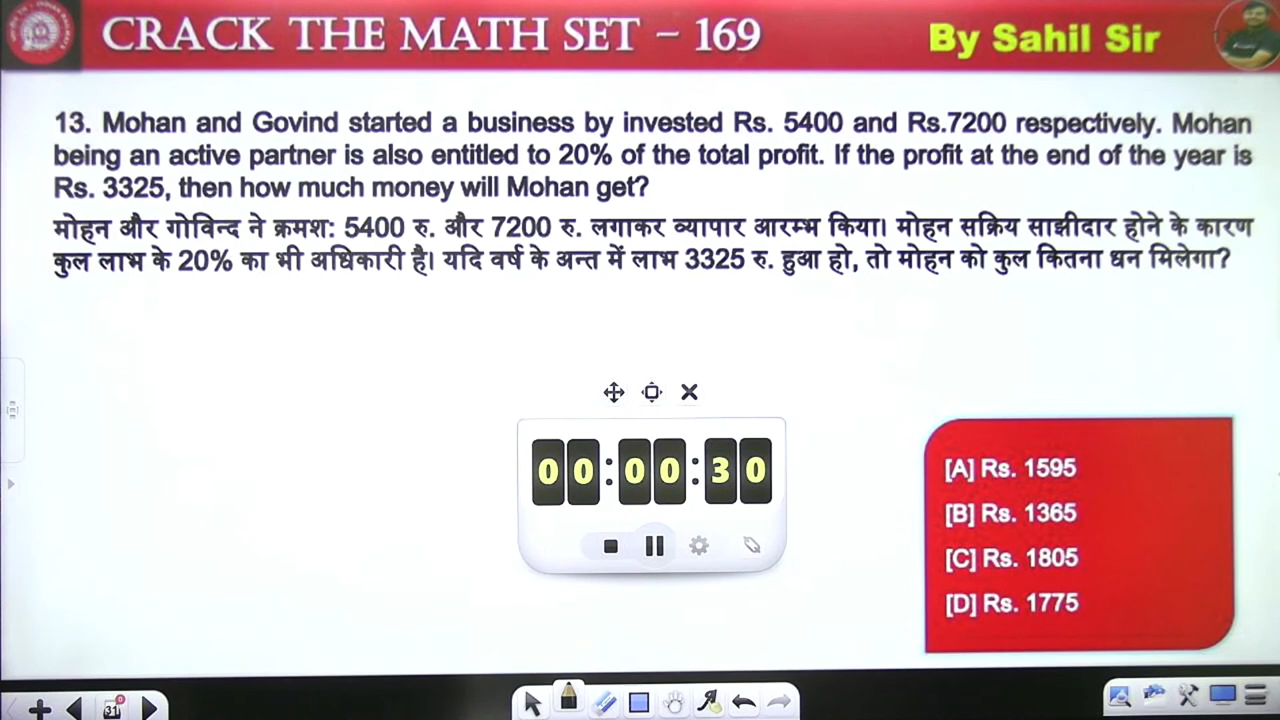 CRACK THE MATH SET – 169
By Sahil Sir
13. Mohan and Govind started a business by invested Rs. 5400 and Rs.7200 respectively. Mohan
being an active partner is also entitled to 20% of the total profit. If the profit at the end of the year is
Rs. 3325, then how much money will Mohan get?
मोहन और गोविन्द ने क्रमश: 5400 रु. और 7200 रु. लगाकर व्यापार आरम्भ किया। मोहन सक्रिय साझीदार होने के कारण
कुल लाभ के 20% का भी अधिकारी है। यदि वर्ष के अन्त में लाभ 3325 रु. हुआ हो, तो मोहन को कुल कितना धन मिलेगा?
00:00:30
[A] Rs. 1595
[B] Rs. 1365
[C] Rs. 1805
[D] Rs. 1775
31